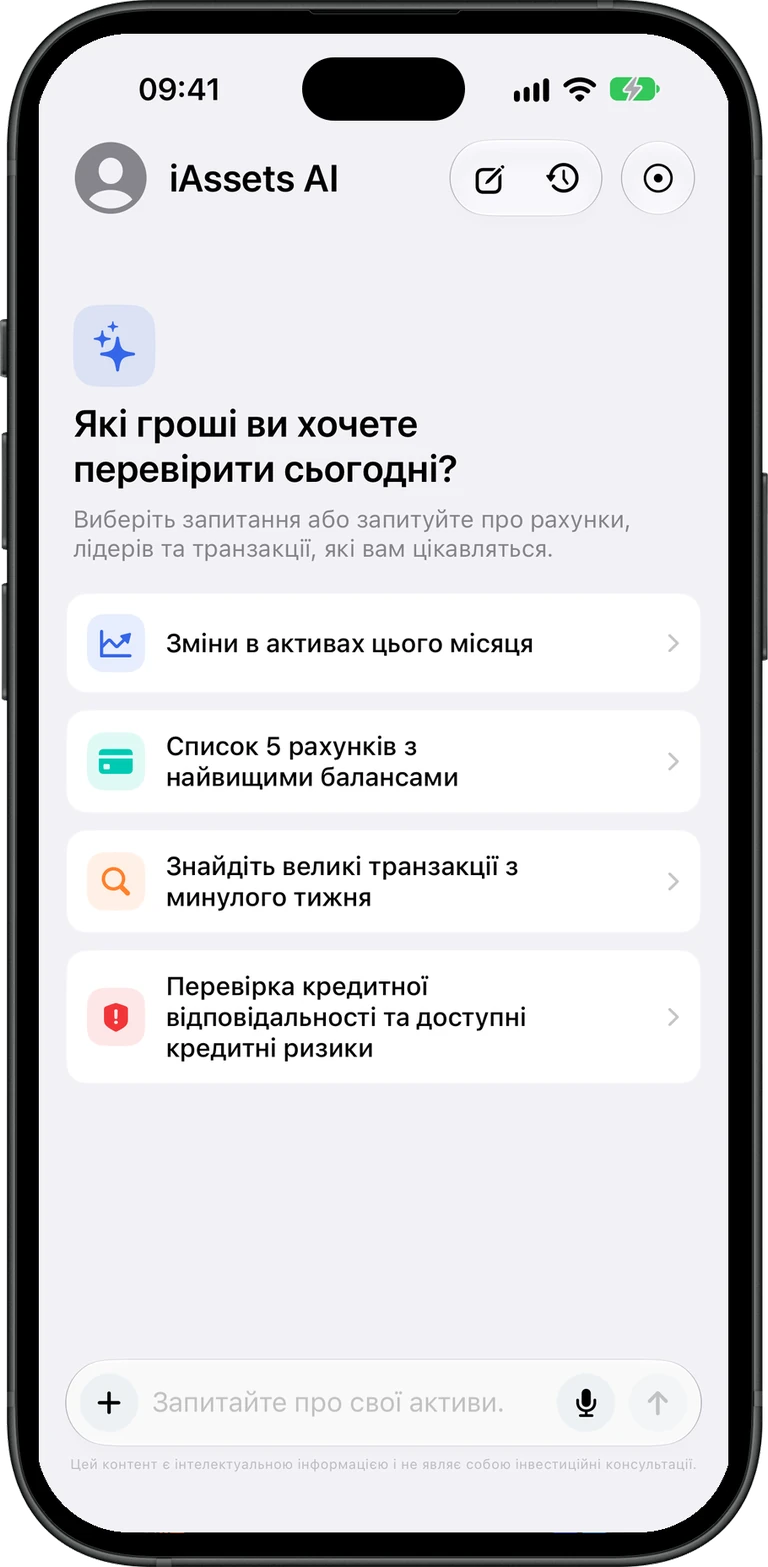 09:41
iAssets AI
Які гроші ви хочете
перевірити сьогодні?
Виберіть запитання або запитуйте про рахунки,
лідерів та транзакції, які вам цікавляться.
Зміни в активах цього місяця
Список 5 рахунків з
найвищими балансами
Знайдіть великі транзакції з
минулого тижня
Перевірка кредитної
відповідальності та доступні
кредитні ризики
Запитайте про свої активи.
Цей контент є інтелектуальною інформацією і не являє собою інвестиційні консультації.